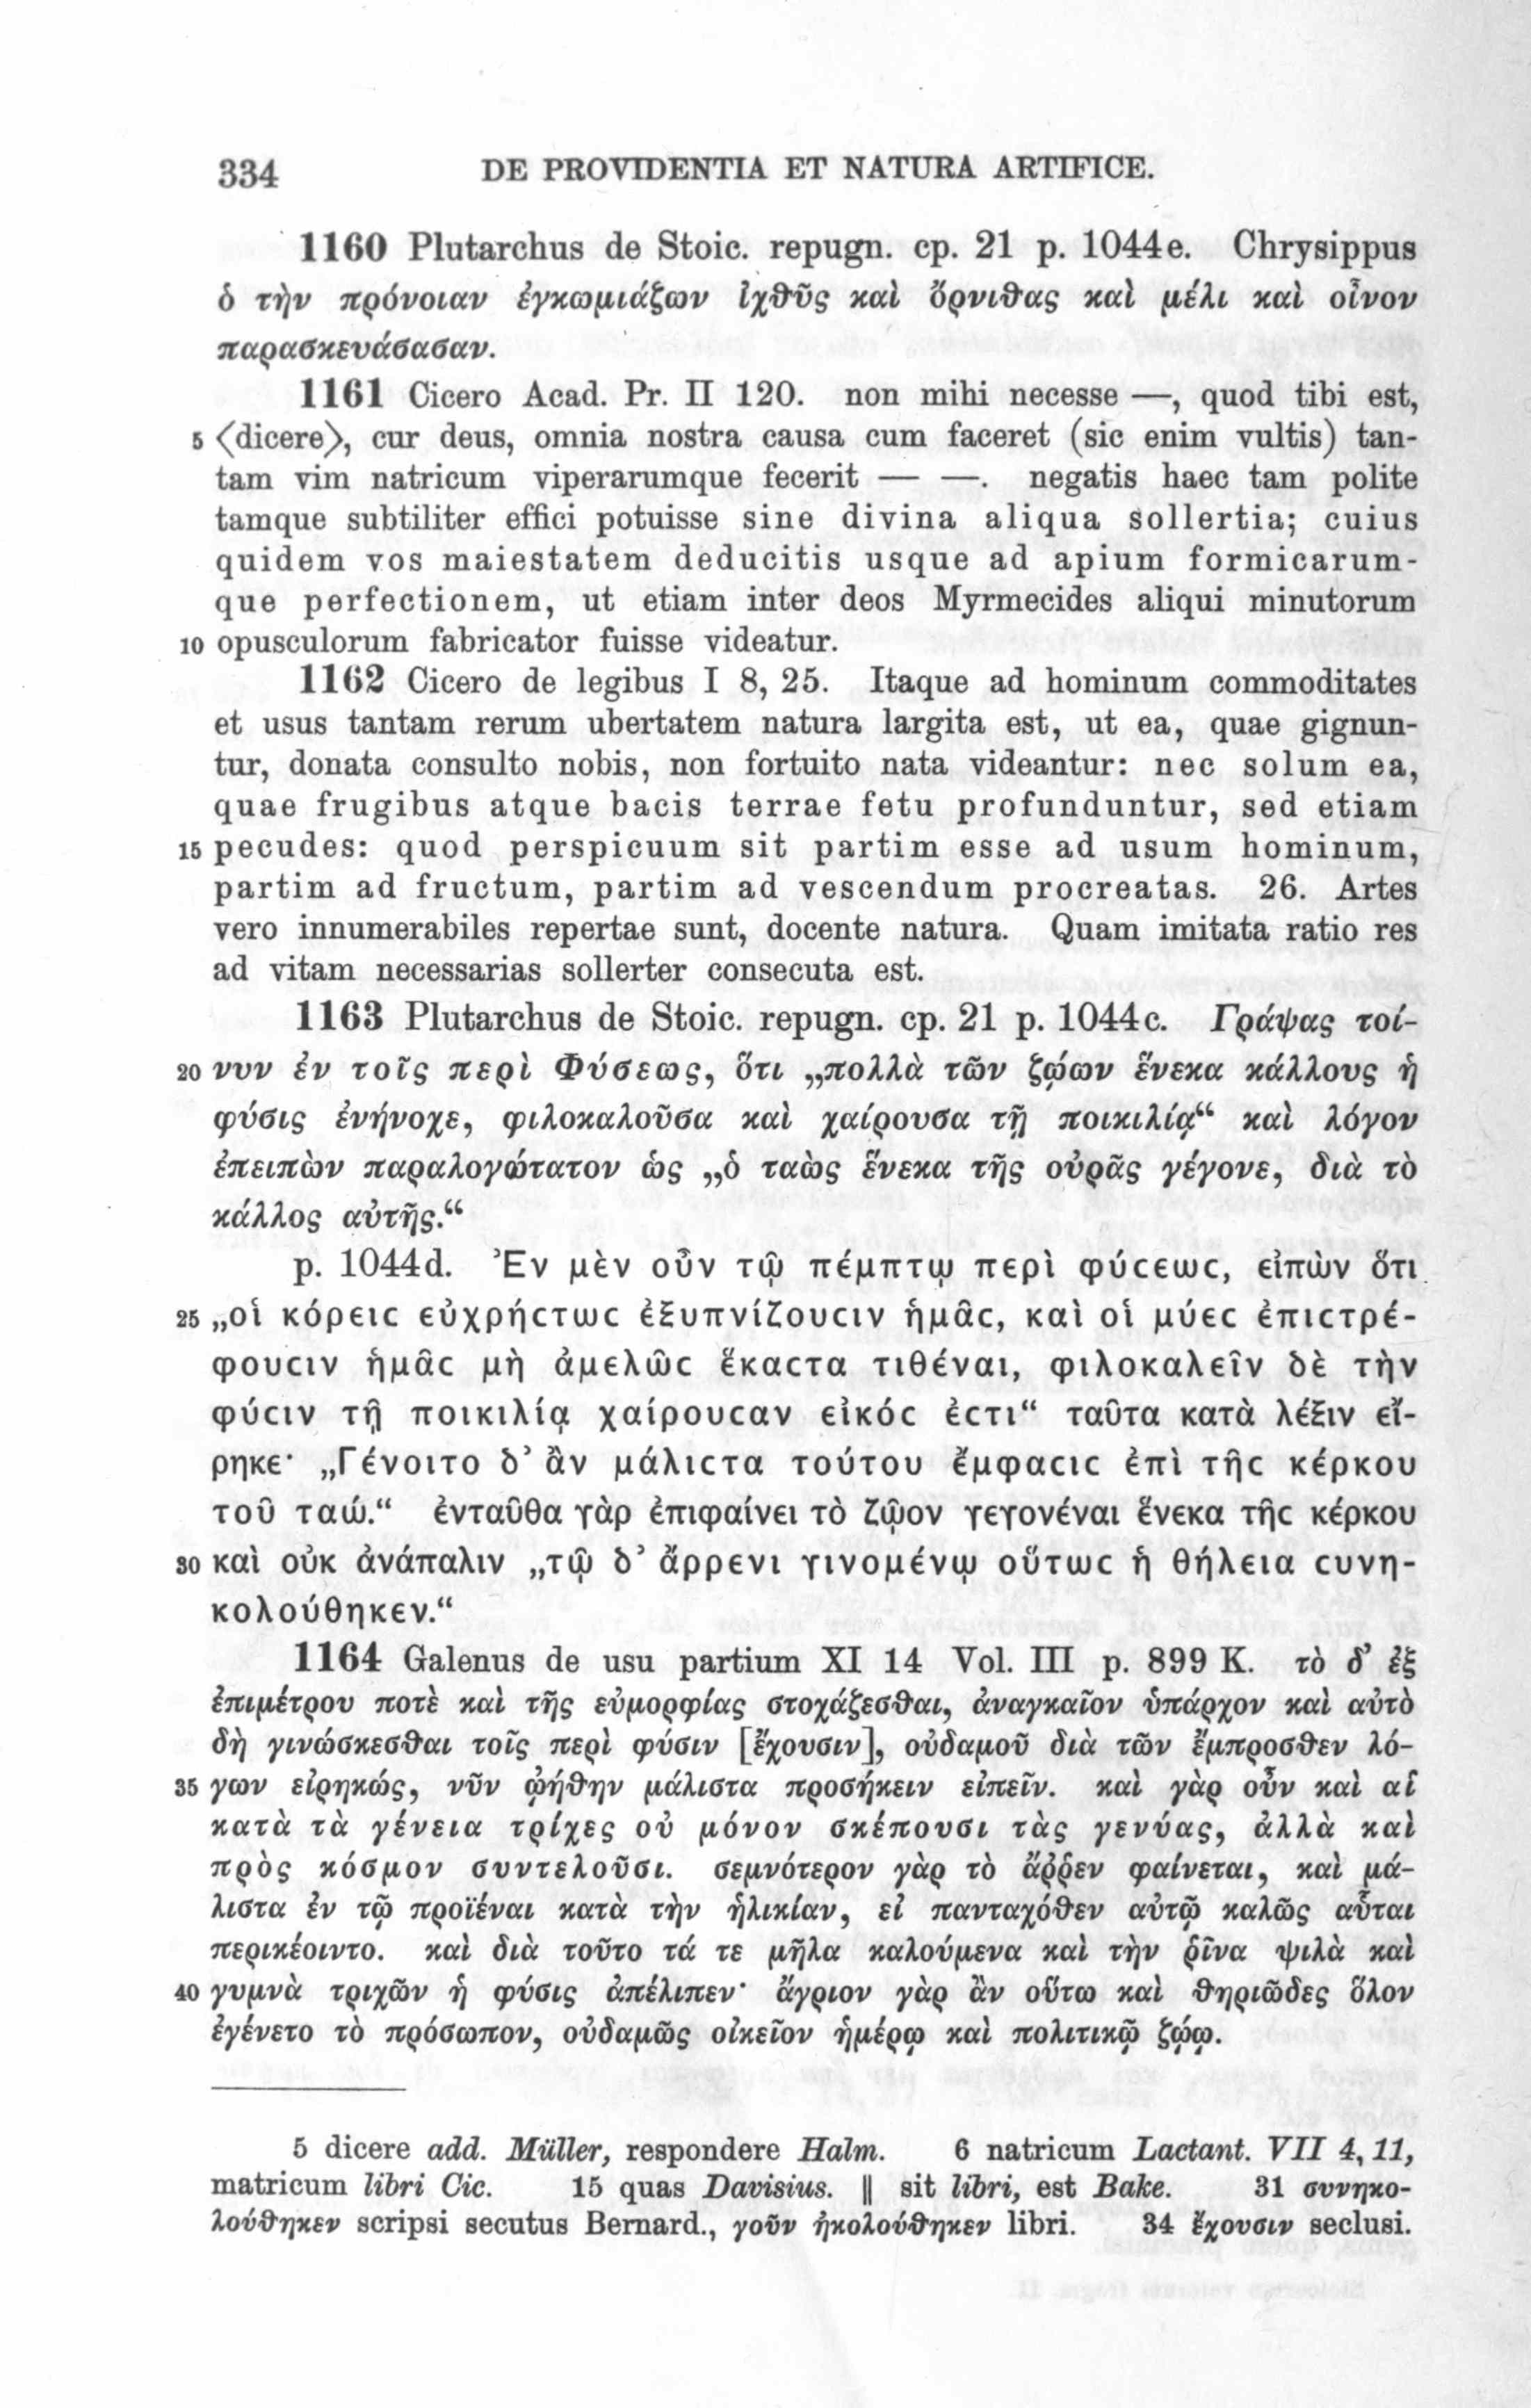 334 DE PROVIDENTIA ET NATURA ARTIFICE.
1160 Plutarchus de Stoic. repugn. cp. 21 p. 1044e. Chrysippus
ὁ τὴν πρόνοιαν ἐγκωμιάζων ἰχθῦς καὶ ὄρνιθας καὶ μέλι καὶ οἶνον
παρασκευάσασαν.
1161 Cicero Acad. Pr. II 120. non mihi necesse —, quod tibi est,
5 ⟨dicere⟩, cur deus, omnia nostra causa cum faceret (sic enim vultis) tan-
tam vim natricum viperarumque fecerit — —. negatis haec tam polite
tamque subtiliter effici potuisse sine divina aliqua sollertia; cuius
quidem vos maiestatem deducitis usque ad apium formicarum-
que perfectionem, ut etiam inter deos Myrmecides aliqui minutorum
10 opusculorum fabricator fuisse videatur.
1162 Cicero de legibus I 8, 25. Itaque ad hominum commoditates
et usus tantam rerum ubertatem natura largita est, ut ea, quae gignun-
tur, donata consulto nobis, non fortuito nata videantur: nec solum ea,
quae frugibus atque bacis terrae fetu profunduntur, sed etiam
15 pecudes: quod perspicuum sit partim esse ad usum hominum,
partim ad fructum, partim ad vescendum procreatas. 26. Artes
vero innumerabiles repertae sunt, docente natura. Quam imitata ratio res
ad vitam necessarias sollerter consecuta est.
1163 Plutarchus de Stoic. repugn. cp. 21 p. 1044c. Γράψας τοί-
20 νυν ἐν τοῖς περὶ Φύσεως, ὅτι „πολλὰ τῶν ζῴων ἕνεκα κάλλους ἡ
φύσις ἐνήνοχε, φιλοκαλοῦσα καὶ χαίρουσα τῇ ποικιλίᾳ“ καὶ λόγον
ἐπειπὼν παραλογώτατον ὡς „ὁ ταὼς ἕνεκα τῆς οὐρᾶς γέγονε, διὰ τὸ
κάλλος αὐτῆς.“
p. 1044d. Ἐν μὲν οὖν τῷ πέμπτῳ περὶ φύϲεωϲ, εἰπὼν ὅτι
25 „οἱ κόρειϲ εὐχρήϲτωϲ ἐξυπνίζουϲιν ἡμᾶϲ, καὶ οἱ μύεϲ ἐπιϲτρέ-
φουϲιν ἡμᾶϲ μὴ ἀμελῶϲ ἕκαϲτα τιθέναι, φιλοκαλεῖν δὲ τὴν
φύϲιν τῇ ποικιλίᾳ χαίρουϲαν εἰκόϲ ἐϲτι“ ταῦτα κατὰ λέξιν εἴ-
ρηκε· „Γένοιτο δ’ ἂν μάλιϲτα τούτου ἔμφαϲιϲ ἐπὶ τῆϲ κέρκου
τοῦ ταώ.“ ἐνταῦθα γὰρ ἐπιφαίνει τὸ ζῷον γεγονέναι ἕνεκα τῆϲ κέρκου
30 καὶ οὐκ ἀνάπαλιν „τῷ δ’ ἄρρενι γινομένῳ οὕτωϲ ἡ θήλεια ϲυνη-
κολούθηκεν.“
1164 Galenus de usu partium XI 14 Vol. III p. 899 K. τὸ δ’ ἐξ
ἐπιμέτρου ποτὲ καὶ τῆς εὐμορφίας στοχάζεσθαι, ἀναγκαῖον ὑπάρχον καὶ αὐτὸ
δὴ γινώσκεσθαι τοῖς περὶ φύσιν [ἔχουσιν], οὐδαμοῦ διὰ τῶν ἔμπροσθεν λό-
35 γων εἰρηκώς, νῦν ᾠήθην μάλιστα προσήκειν εἰπεῖν. καὶ γὰρ οὖν καὶ αἱ
κατὰ τὰ γένεια τρίχες οὐ μόνον σκέπουσι τὰς γενύας, ἀλλὰ καὶ
πρὸς κόσμον συντελοῦσι. σεμνότερον γὰρ τὸ ἄῤῥεν φαίνεται, καὶ μά-
λιστα ἐν τῷ προϊέναι κατὰ τὴν ἡλικίαν, εἰ πανταχόθεν αὐτῷ καλῶς αὗται
περικέοιντο. καὶ διὰ τοῦτο τά τε μῆλα καλούμενα καὶ τὴν ῥῖνα ψιλὰ καὶ
40 γυμνὰ τριχῶν ἡ φύσις ἀπέλιπεν· ἄγριον γὰρ ἂν οὕτω καὶ θηριῶδες ὅλον
ἐγένετο τὸ πρόσωπον, οὐδαμῶς οἰκεῖον ἡμέρῳ καὶ πολιτικῷ ζῴῳ.
5 dicere add. Müller, respondere Halm. 6 natricum Lactant. VII 4, 11,
matricum libri Cic. 15 quas Davisius. ‖ sit libri, est Bake. 31 συνηκο-
λούθηκεν scripsi secutus Bernard., γοῦν ἠκολούθηκεν libri. 34 ἔχουσιν seclusi.